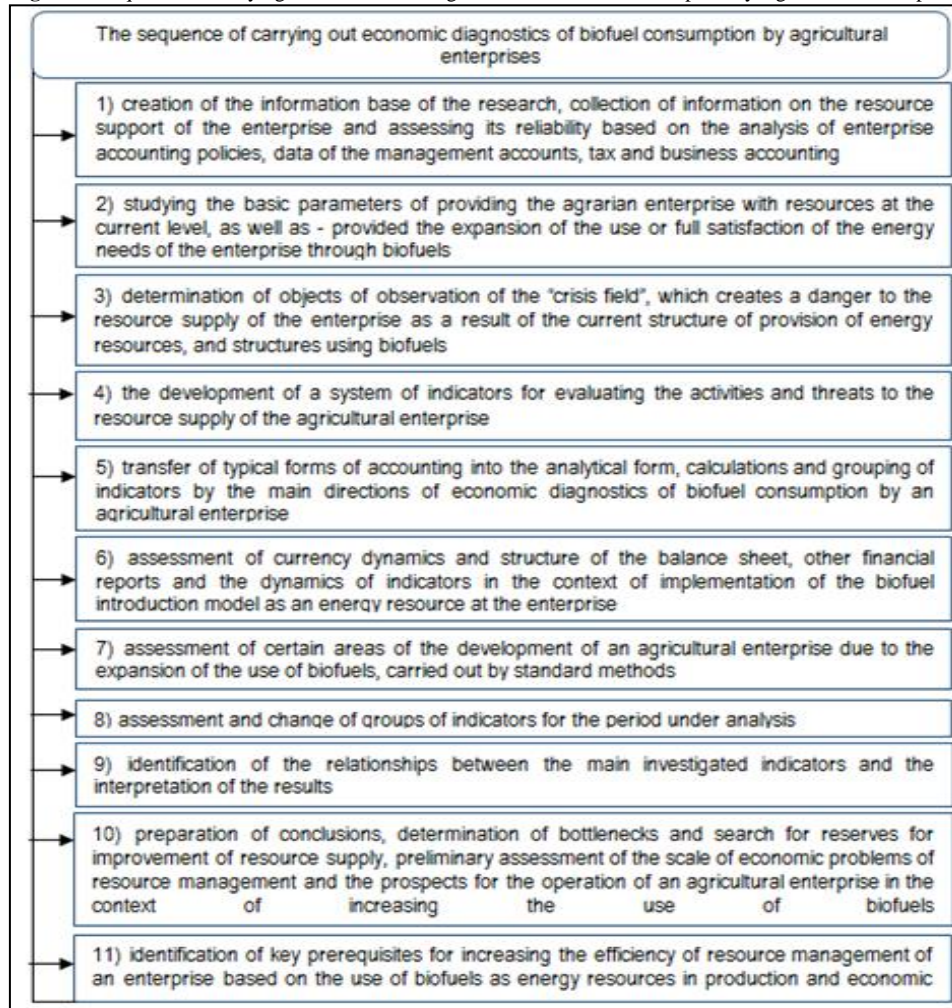 The sequence of carrying out economic diagnostics of biofuel consumption by agricultural
enterprises
1) creation of the information base of the research, collection of information on the resource
support of the enterprise and assessing its reliability based on the analysis of enterprise
accounting policies, data of the management accounts, tax and business accounting
2) studying the basic parameters of providing the agrarian enterprise with resources at the
current level, as well as - provided the expansion of the use or full satisfaction of the energy
needs of the enterprise through biofuels
3) determination of objects of observation of the "crisis field", which creates a danger to the
resource supply of the enterprise as a result of the current structure of provision of energy
resources, and structures using biofuels
4) the development of a system of indicators for evaluating the activities and threats to the
resource supply of the agricultural enterprise
5) transfer of typical forms of accounting into the analytical form, calculations and grouping of
indicators by the main directions of economic diagnostics of biofuel consumption by an
agricultural enterprise
6) assessment of currency dynamics and structure of the balance sheet, other financial
reports and the dynamics of indicators in the context of implementation of the biofuel
introduction model as an energy resource at the enterprise
7) assessment of certain areas of the development of an agricultural enterprise due to the
expansion of the use of biofuels, carried out by standard methods
8) assessment and change of groups of indicators for the period under analysis
9) identification of the relationships between the main investigated indicators and the
interpretation of the results
10) preparation of conclusions, determination of bottlenecks and search for reserves for
improvement of resource supply, preliminary assessment of the scale of economic problems of
resource management and the prospects for the operation of an agricultural enterprise in the
context of increasing the use of biofuels
11) identification of key prerequisites for increasing the efficiency of resource management of
an enterprise based on the use of biofuels as energy resources in production and economic